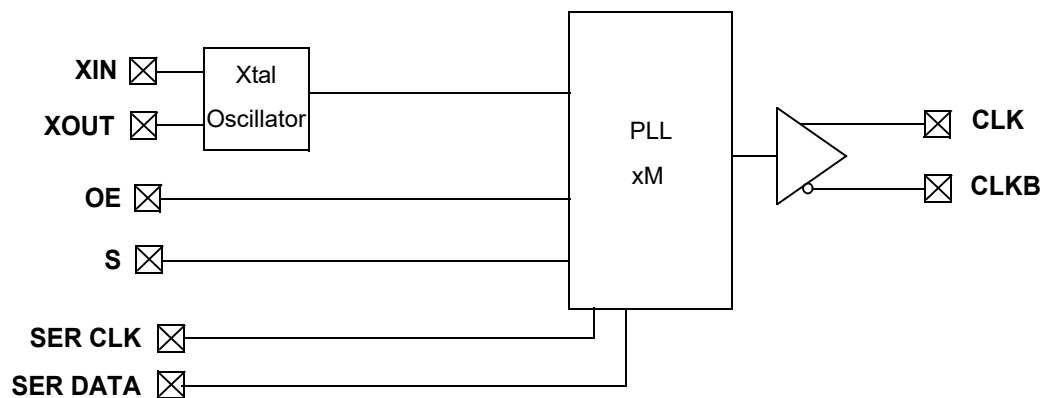 XIN
XOUT
Xtal
Oscillator
OE
S
SER CLK
SER DATA
PLL
xM
CLK
CLKB